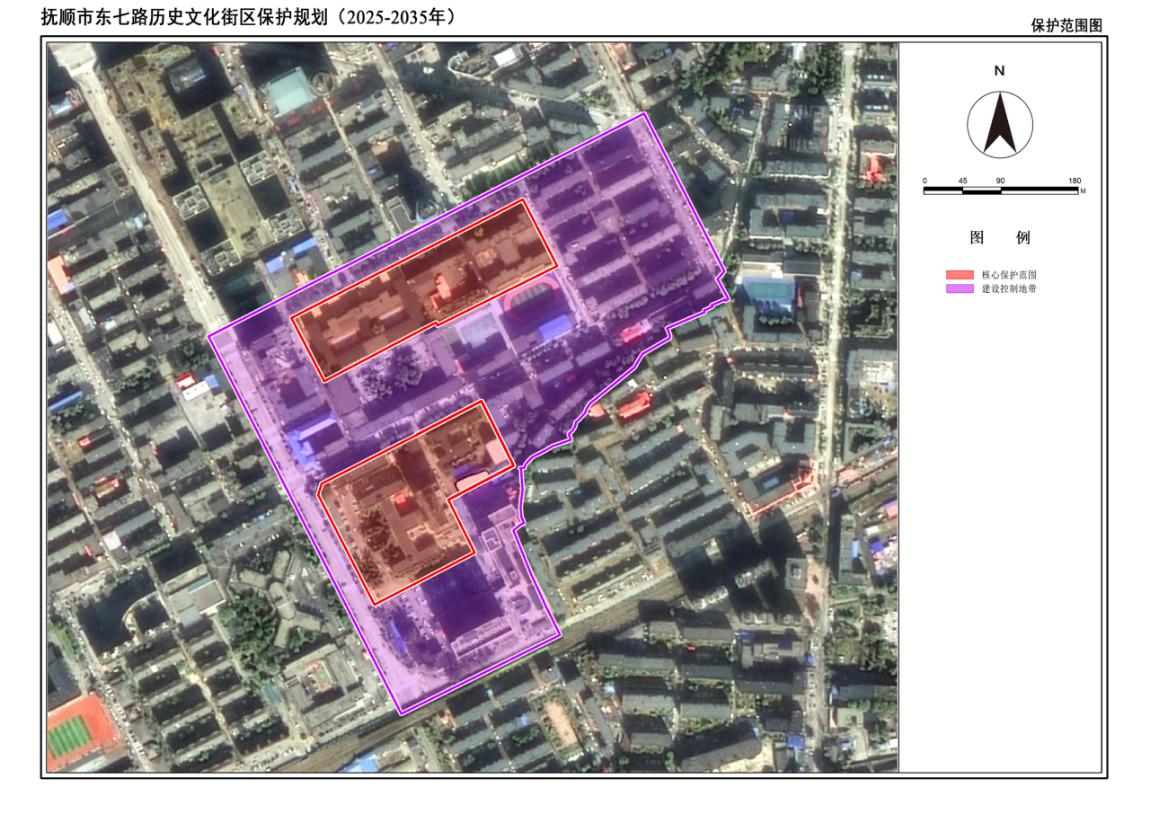 抚顺市东七路历史文化街区保护规划（2025-2035年）
保护范围图
N
0 45 90 180
M
图 例
核心保护范围
建设控制地带